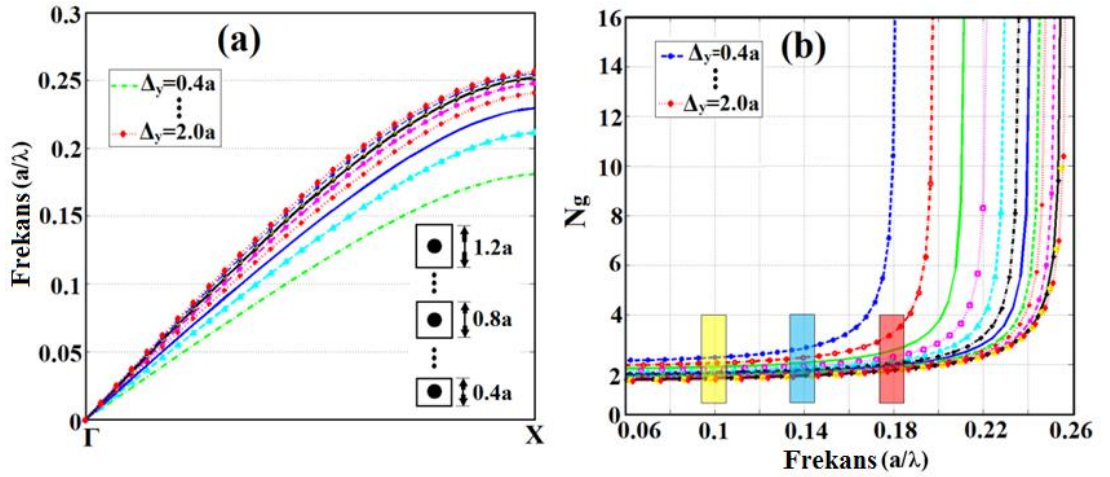 (a)
Frekans (a/λ)
0.3
0.25
0.2
0.15
0.1
0.05
0
Δy=0.4a
Δy=2.0a
1.2a
0.8a
0.4a
Γ
X
(b)
Ng
16
14
12
10
8
6
4
2
0
Δy=0.4a
Δy=2.0a
0.06
0.1
0.14
0.18
0.22
0.26
Frekans (a/λ)